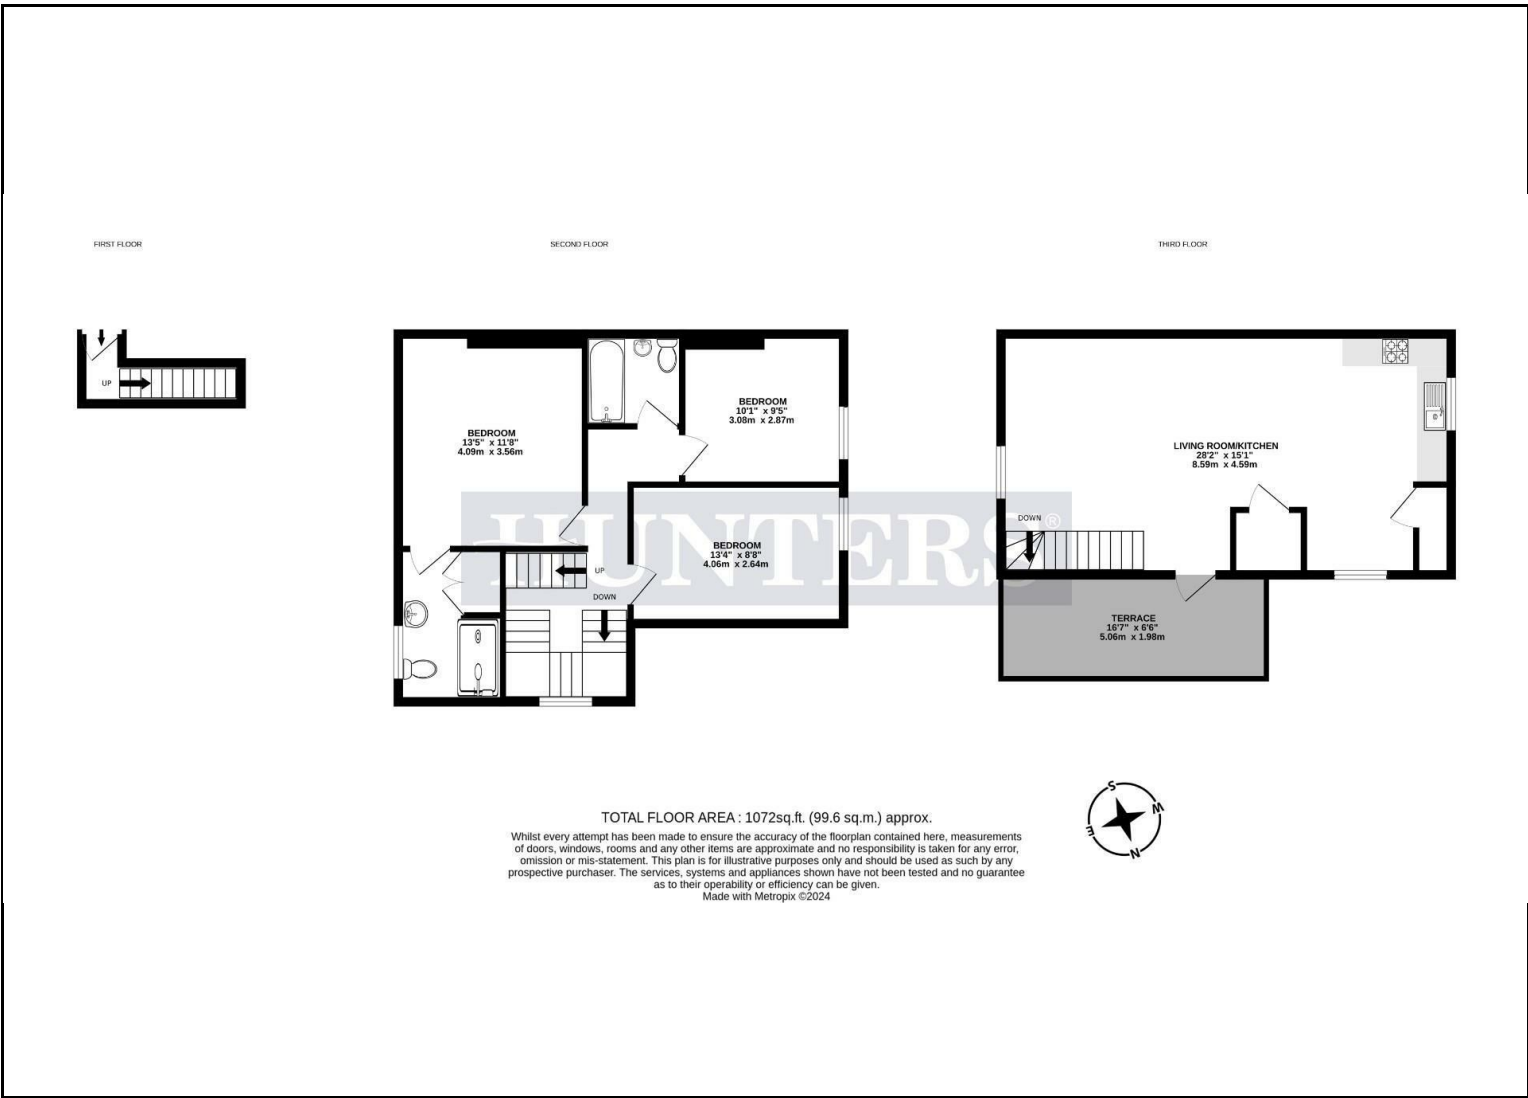 FIRST FLOOR
SECOND FLOOR
THIRD FLOOR
UP
BEDROOM
13'5" x 11'8"
4.09m x 3.56m
BEDROOM
10'1" x 9'5"
3.08m x 2.87m
BEDROOM
13'4" x 8'8"
4.06m x 2.64m
UP
DOWN
LIVING ROOM/KITCHEN
28'2" x 15'1"
8.59m x 4.59m
DOWN
TERRACE
16'7" x 6'6"
5.06m x 1.98m
HUNTERS®
S
W
E
N
TOTAL FLOOR AREA : 1072sq.ft. (99.6 sq.m.) approx.
Whilst every attempt has been made to ensure the accuracy of the floorplan contained here, measurements
of doors, windows, rooms and any other items are approximate and no responsibility is taken for any error,
omission or mis-statement. This plan is for illustrative purposes only and should be used as such by any
prospective purchaser. The services, systems and appliances shown have not been tested and no guarantee
as to their operability or efficiency can be given.
Made with Metropix ©2024